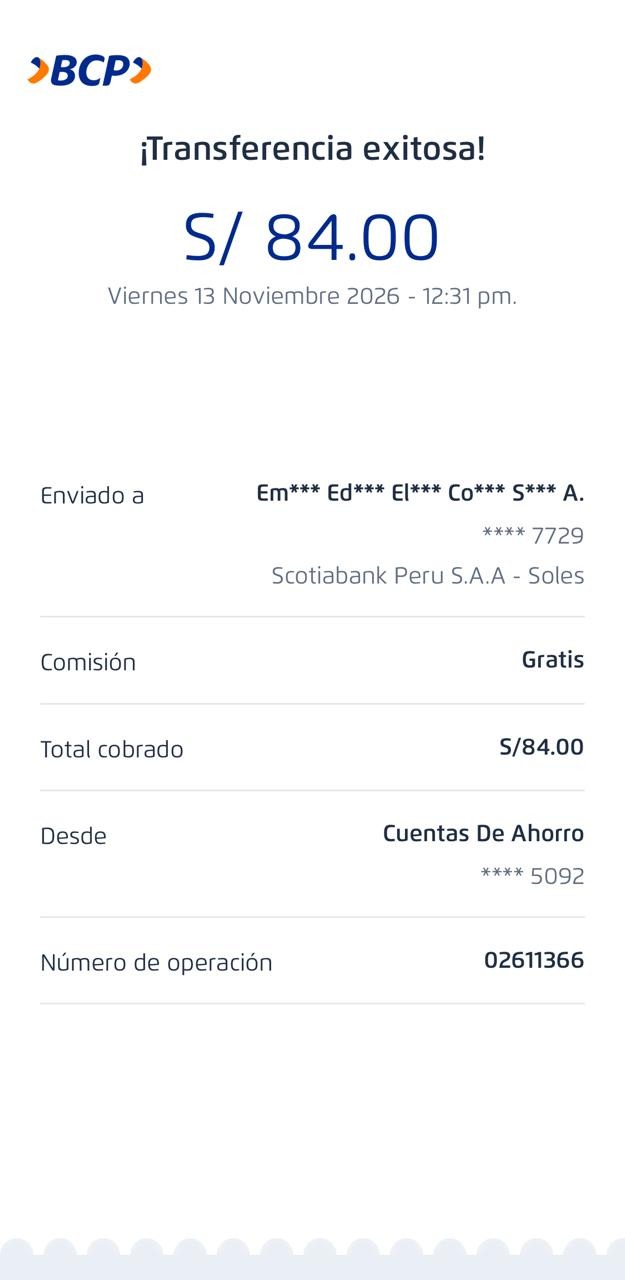 BCP
¡Transferencia exitosa!
S/ 84.00
Viernes 13 Noviembre 2026 - 12:31 pm.
Enviado a
Em*** Ed*** El*** Co*** S*** A.
**** 7729
Scotiabank Peru S.A.A - Soles
Comisión
Gratis
Total cobrado
S/84.00
Desde
Cuentas De Ahorro
**** 5092
Número de operación
02611366